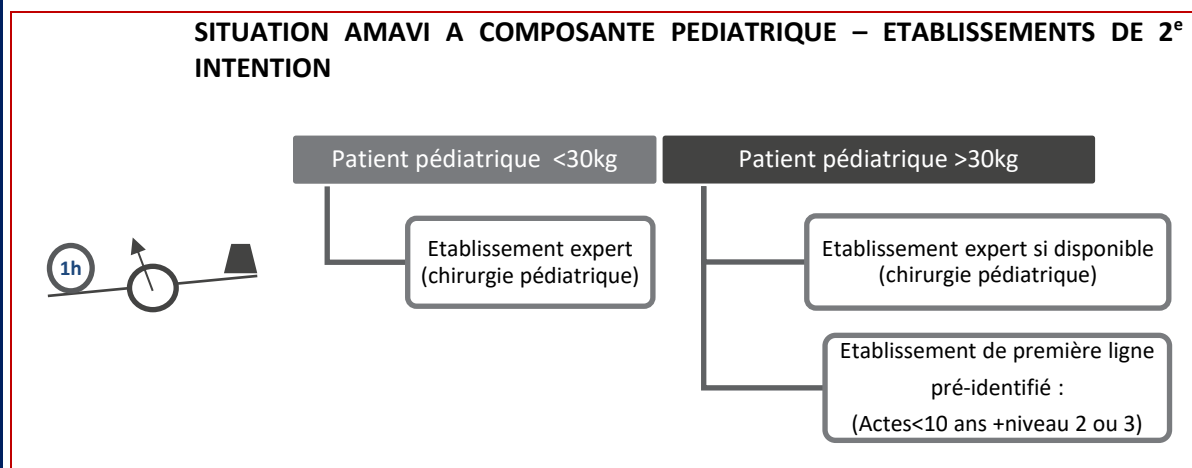 SITUATION AMAVI A COMPOSANTE PEDIATRIQUE – ETABLISSEMENTS DE 2e
INTENTION
Patient pédiatrique <30kg
Patient pédiatrique >30kg
1h
Etablissement expert
(chirurgie pédiatrique)
Etablissement expert si disponible
(chirurgie pédiatrique)
Etablissement de première ligne
pré-identifié :
(Actes<10 ans +niveau 2 ou 3)